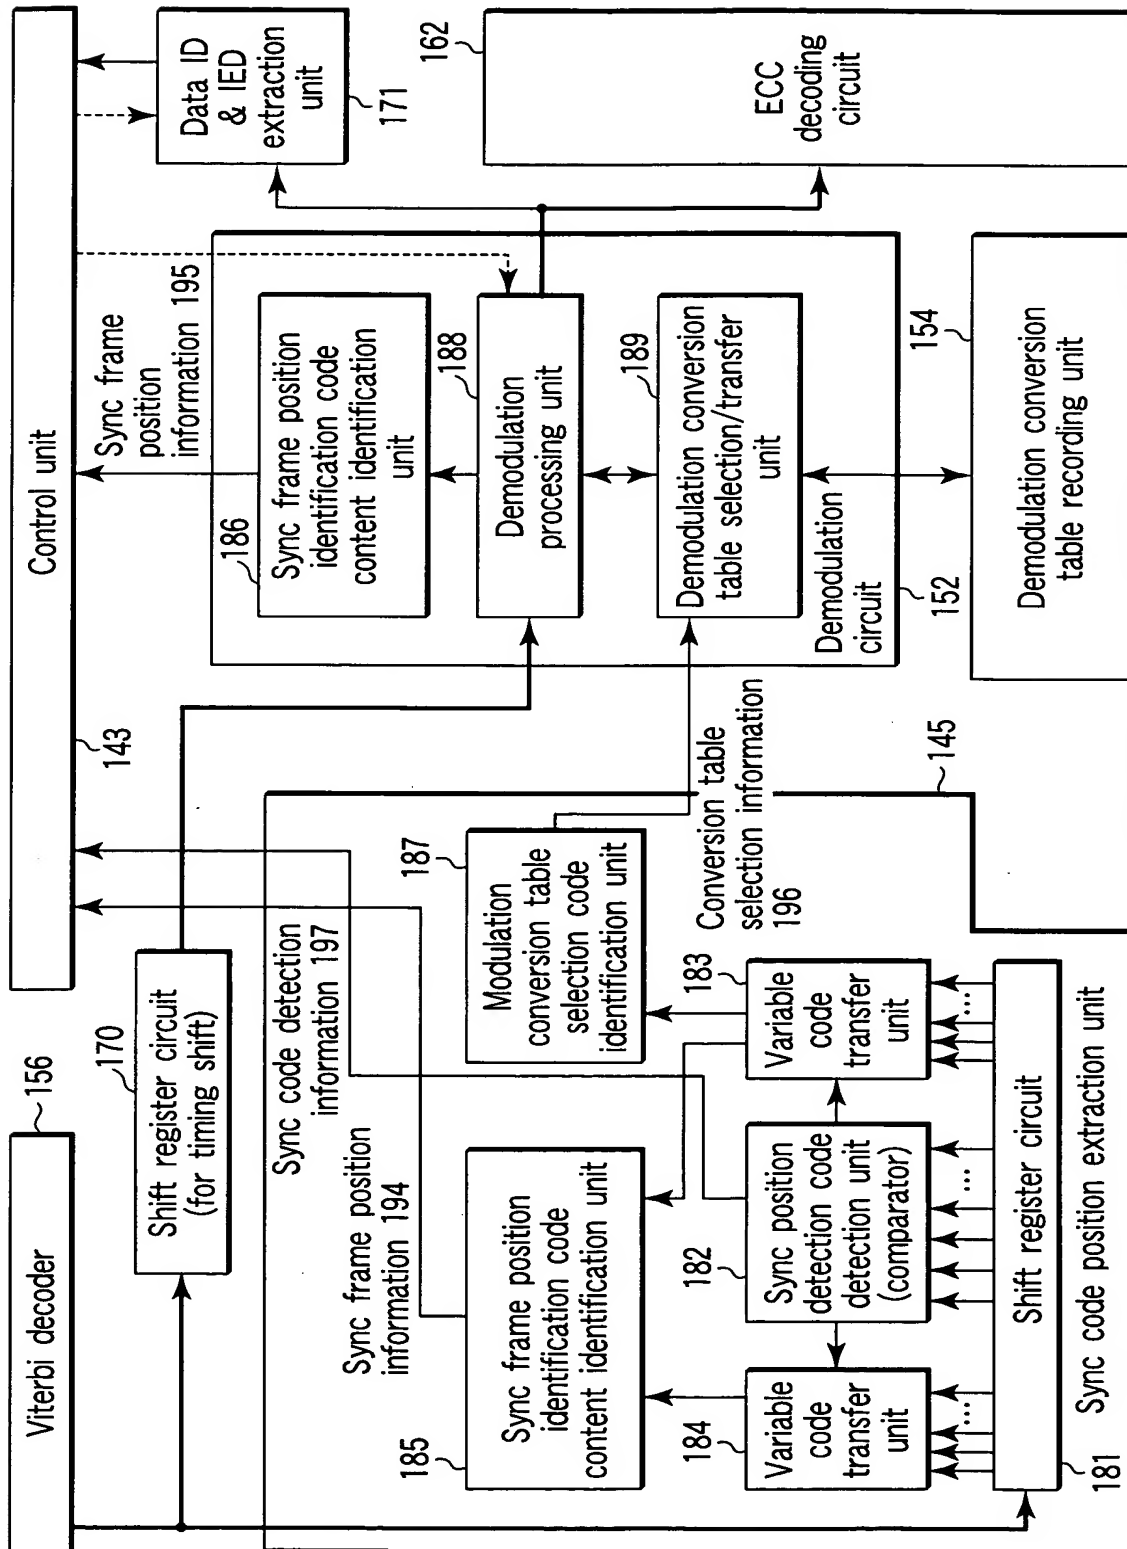 Viterbi decoder
156
Control unit
143
Shift register circuit
(for timing shift)
170
Data ID
& IED
extraction
unit
171
ECC
decoding
circuit
162
Sync frame
position
information 195
Sync frame position
identification code
content identification
unit
186
Demodulation
processing unit
188
Demodulation conversion
table selection/transfer
unit
189
Demodulation
circuit
152
Demodulation conversion
table recording unit
154
Sync code detection
information 197
Sync frame position
information 194
Sync frame position
identification code
content identification unit
185
Modulation
conversion table
selection code
identification unit
187
Conversion table
selection information
196
145
Variable
code
transfer
unit
184
Sync position
detection code
detection unit
(comparator)
182
Variable
code
transfer
unit
183
...
...
...
Shift register circuit
181
Sync code position extraction unit